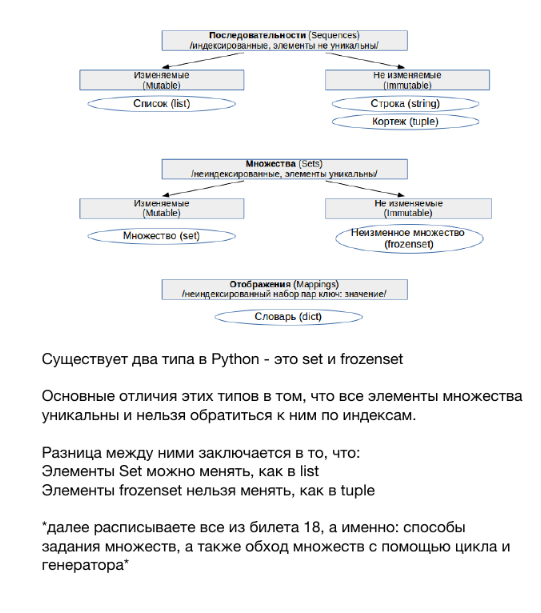 Последовательности (Sequences)
/индексированные, элементы не уникальны/
Изменяемые
(Mutable)
Не изменяемые
(Immutable)
Список (list)
Строка (string)
Кортеж (tuple)
Множества (Sets)
/неиндексированные, элементы уникальны/
Изменяемые
(Mutable)
Не изменяемые
(Immutable)
Множество (set)
Неизменное множество
(frozenset)
Отображения (Mappings)
/неиндексированный набор пар ключ: значение/
Словарь (dict)
Существует два типа в Python - это set и frozenset
Основные отличия этих типов в том, что все элементы множества
уникальны и нельзя обратиться к ним по индексам.
Разница между ними заключается в то, что:
Элементы Set можно менять, как в list
Элементы frozenset нельзя менять, как в tuple
*далее расписываете все из билета 18, а именно: способы
задания множеств, а также обход множеств с помощью цикла и
генератора*